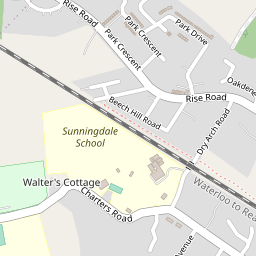 Rise Road
Park Drive
Park Crescent
Park Crescent
Oakdene
Rise Road
Beech Hill Road
Sunningdale
School
Dry Arch Road
Walter's Cottage
Charters Road
Waterloo to Rea
Avenue